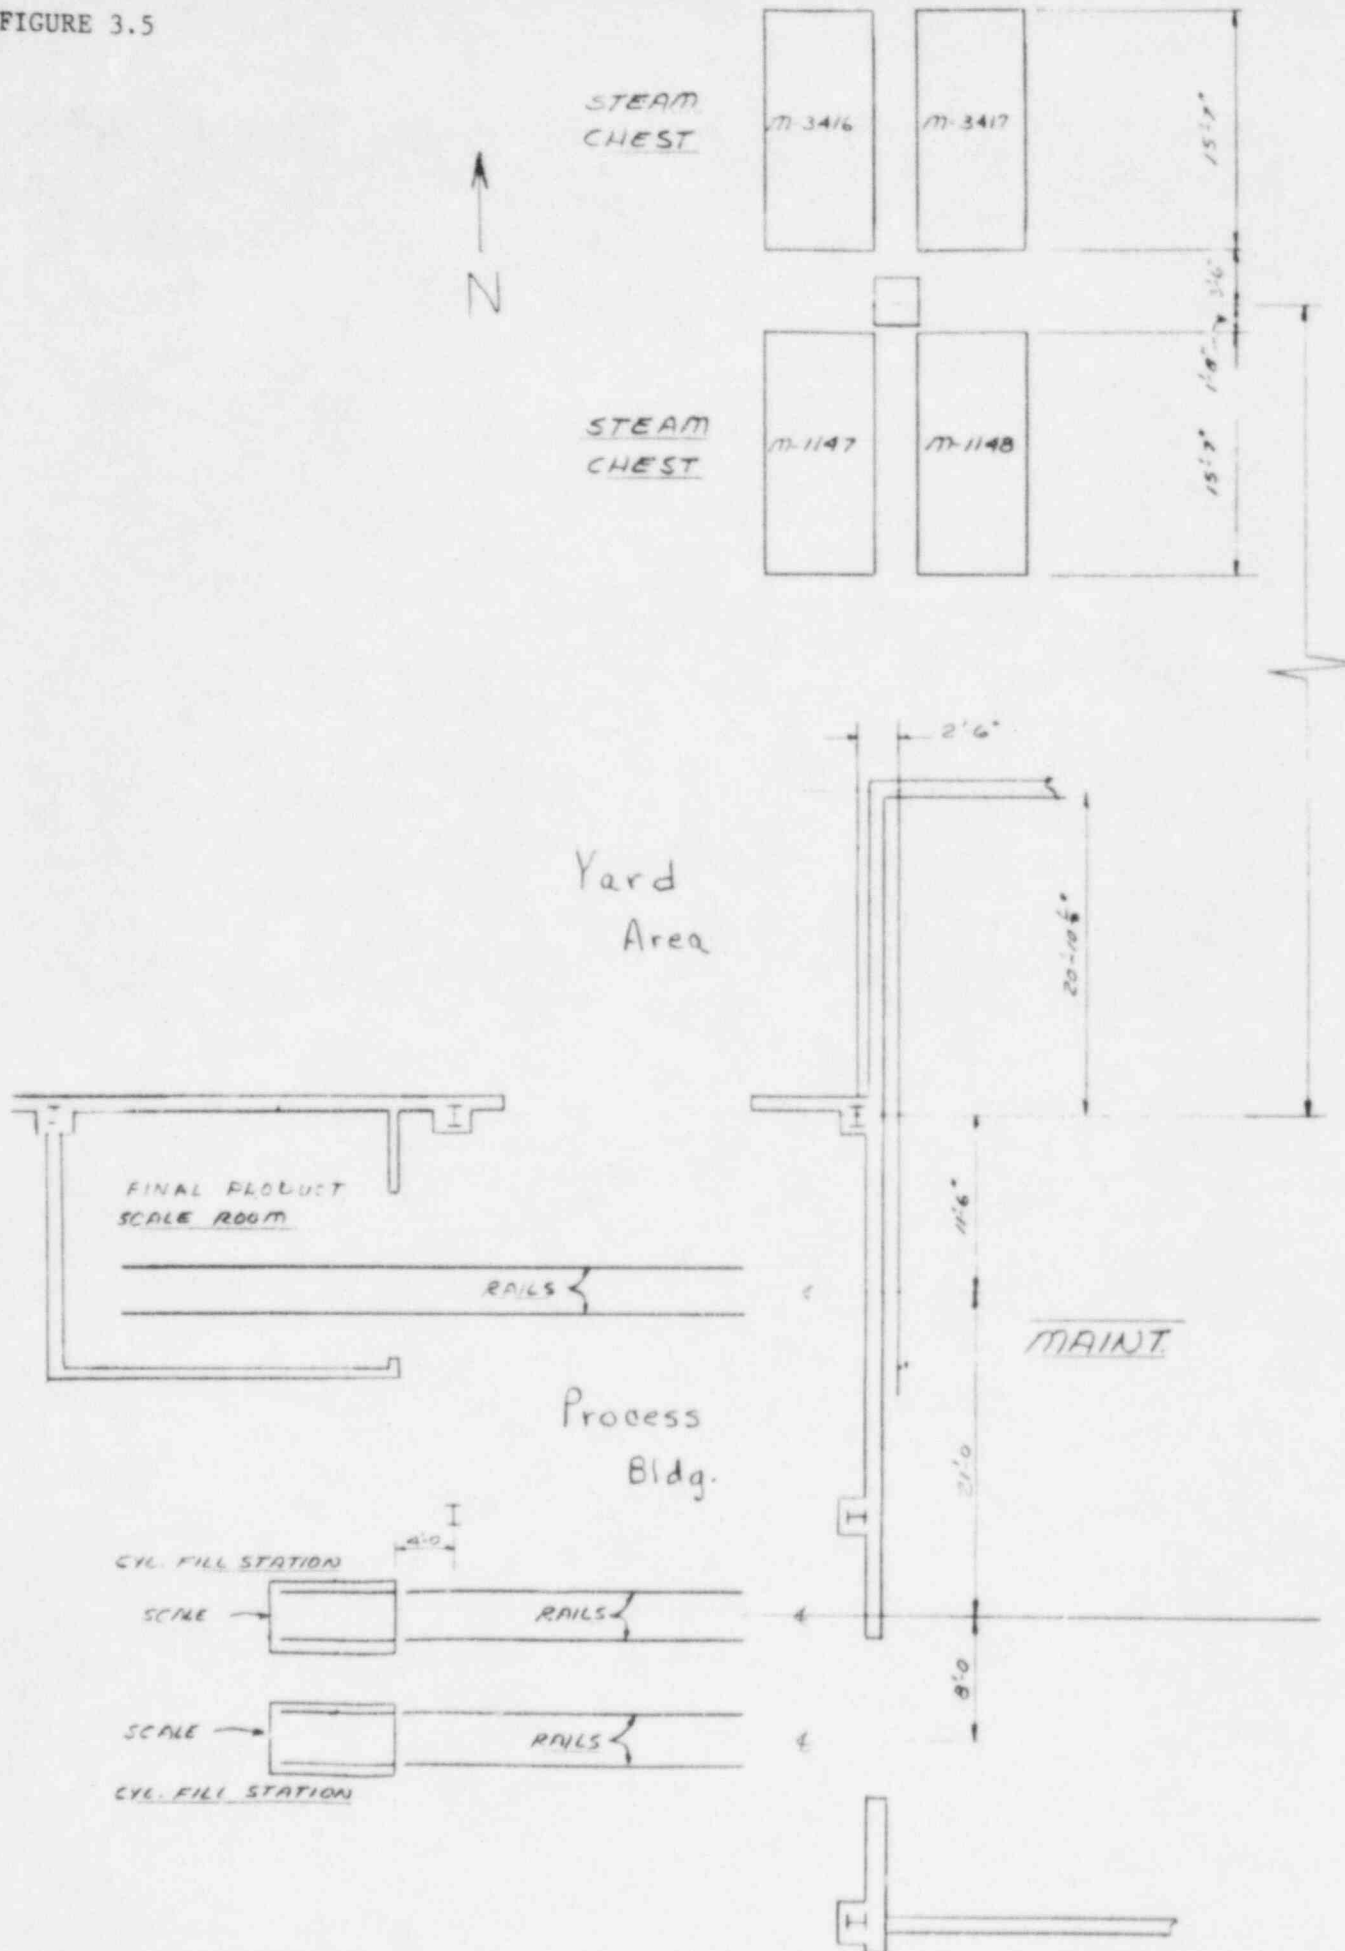 FIGURE 3.5
STEAM
CHEST
M-3416
M-3417
15'-7"
N
3'-6"
1'-8"
STEAM
CHEST
M-1147
M-1148
15'-7"
2'-6"
Yard
Area
FINAL PRODUCT
SCALE ROOM
11'-6"
RAILS
MAINT.
Process
Bldg.
21'-0
4'-0
CYL. FILL STATION
SCALE
RAILS
8'-0
SCALE
RAILS
CYL. FILL STATION